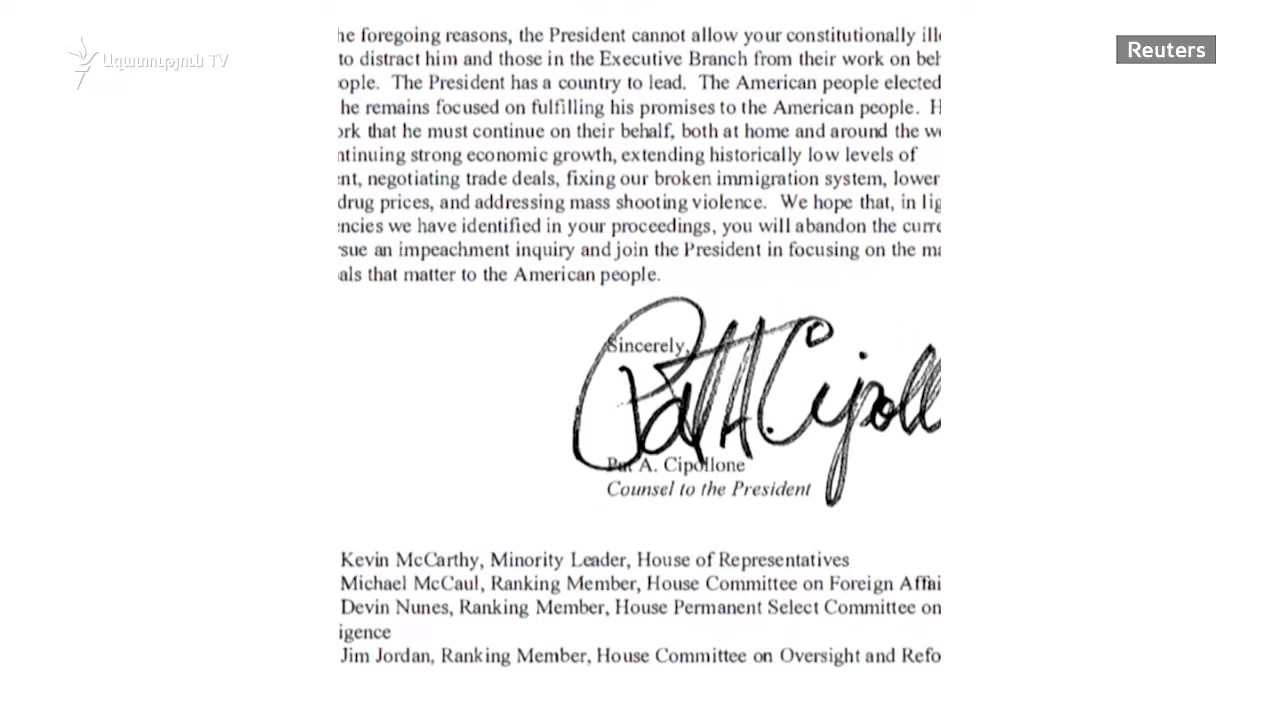 Ազատություն TV
Reuters
he foregoing reasons, the President cannot allow your constitutionally ill
to distract him and those in the Executive Branch from their work on beh
ople. The President has a country to lead. The American people elected
he remains focused on fulfilling his promises to the American people. H
ork that he must continue on their behalf, both at home and around the w
ntinuing strong economic growth, extending historically low levels of
nt, negotiating trade deals, fixing our broken immigration system, lower
drug prices, and addressing mass shooting violence. We hope that, in lig
ncies we have identified in your proceedings, you will abandon the curre
sue an impeachment inquiry and join the President in focusing on the ma
als that matter to the American people.
Sincerely,
Pat A. Cipoll
Pat A. Cipollone
Counsel to the President
Kevin McCarthy, Minority Leader, House of Representatives
Michael McCaul, Ranking Member, House Committee on Foreign Affai
Devin Nunes, Ranking Member, House Permanent Select Committee on
igence
Jim Jordan, Ranking Member, House Committee on Oversight and Refo